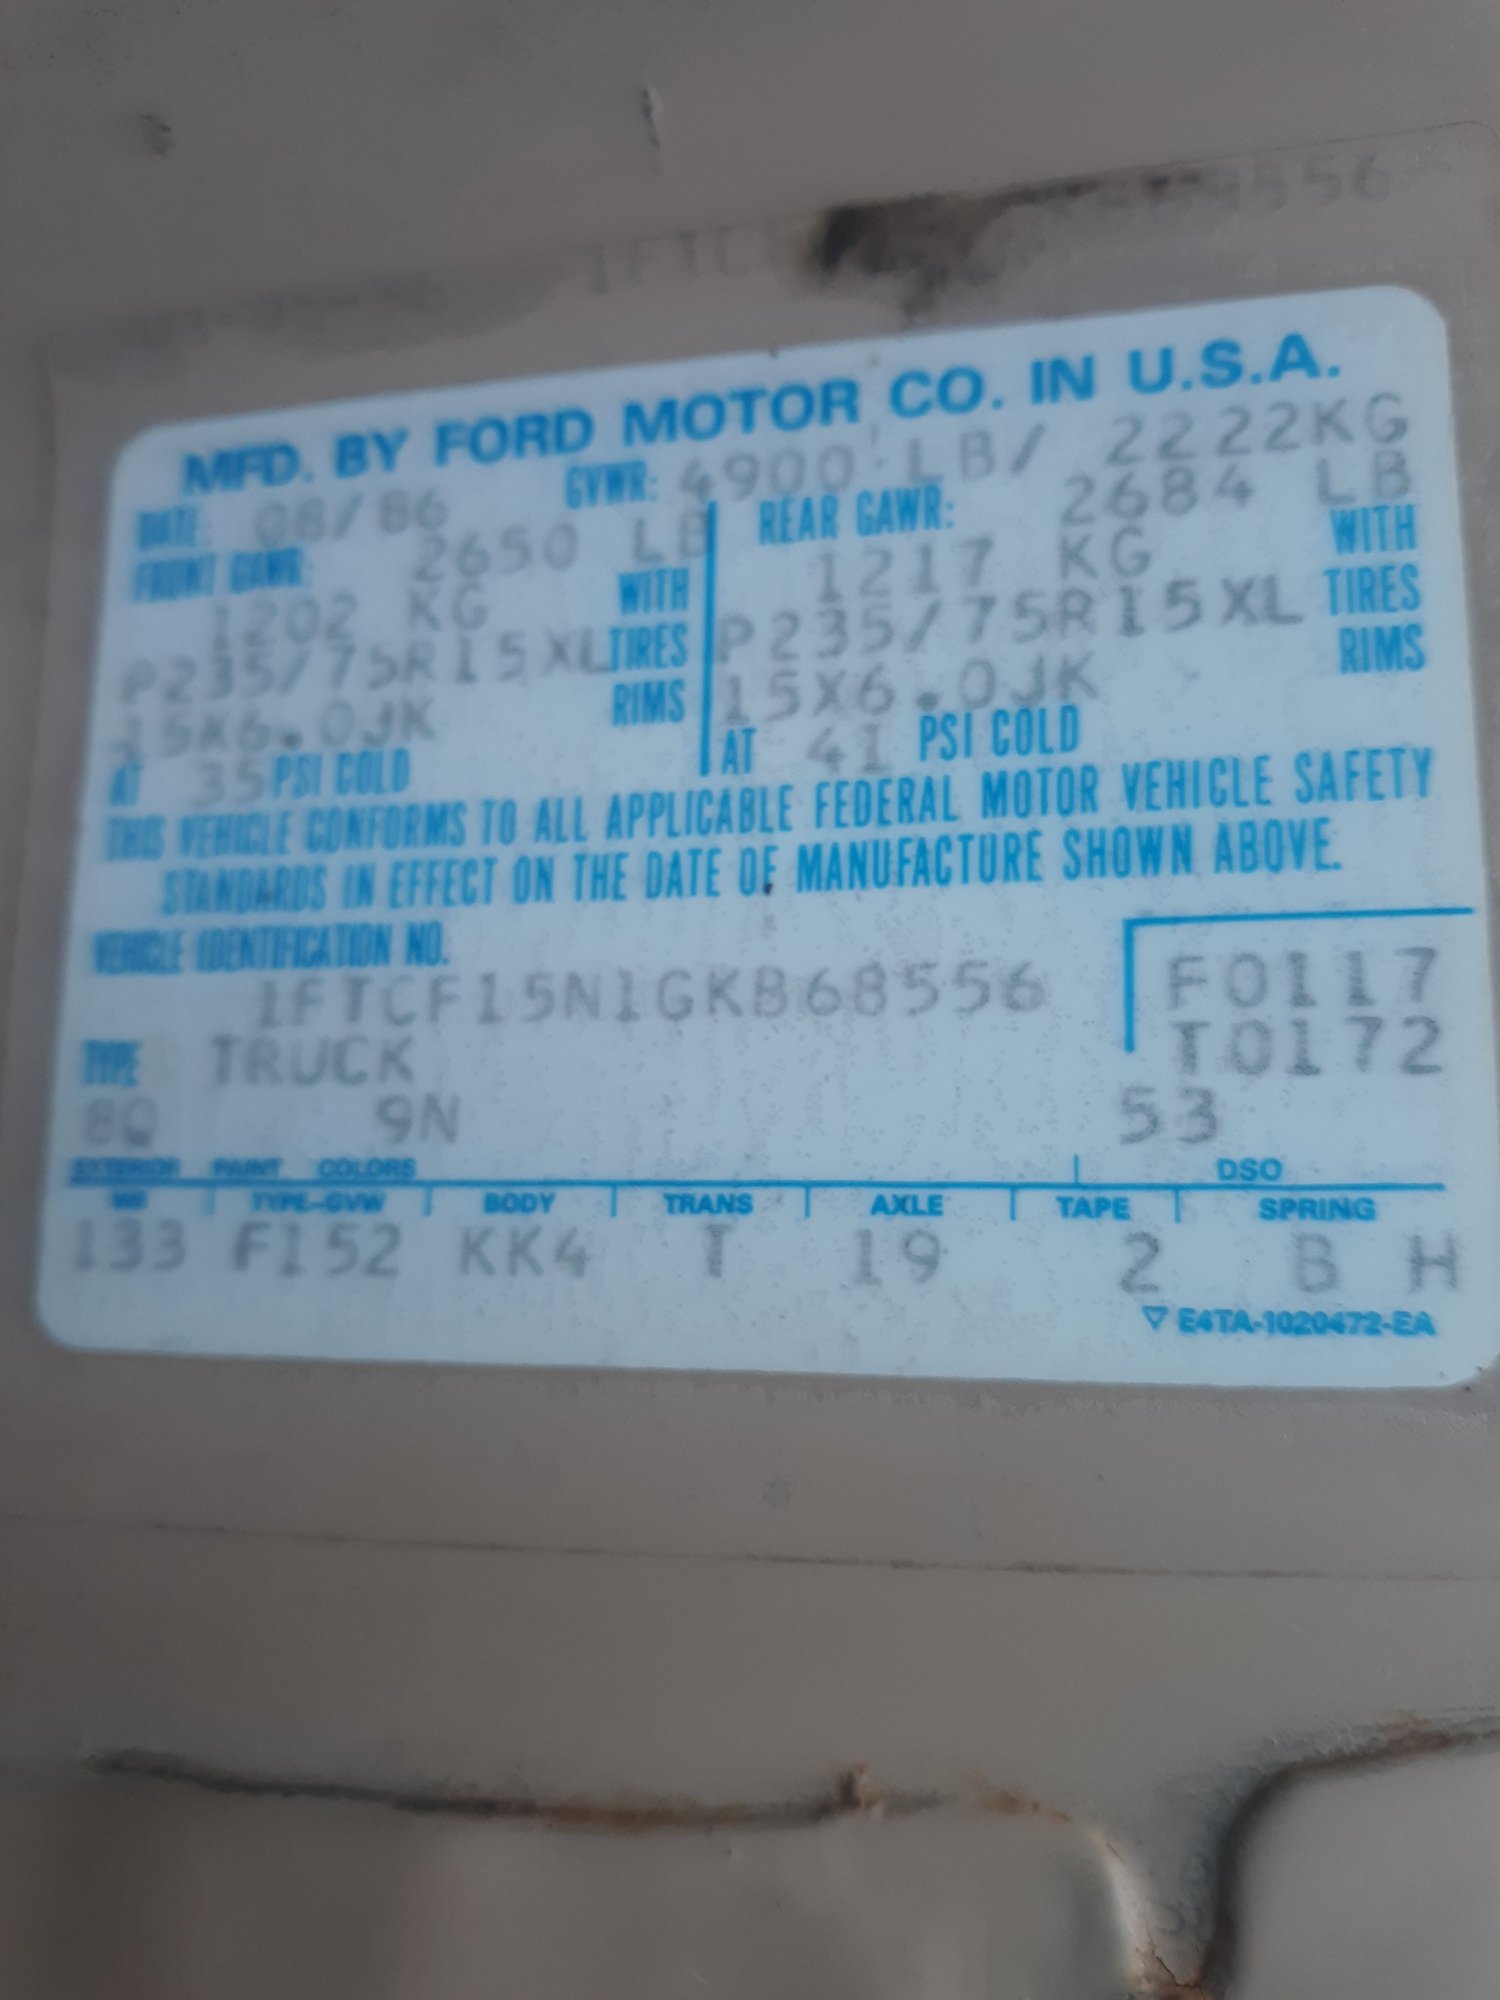 56
1FTC
MFD. BY FORD MOTOR CO. IN U.S.A.
DATE: 08/86 GVWR: 4900 LB/ 2222KG
FRONT GAWR: 2650 LB REAR GAWR: 2684 LB
1202 KG WITH 1217 KG WITH
P235/75R15XL TIRES P235/75R15XL TIRES
15X6.0JK RIMS 15X6.0JK RIMS
AT 35 PSI COLD AT 41 PSI COLD
THIS VEHICLE CONFORMS TO ALL APPLICABLE FEDERAL MOTOR VEHICLE SAFETY
STANDARDS IN EFFECT ON THE DATE OF MANUFACTURE SHOWN ABOVE.
VEHICLE IDENTIFICATION NO.
1FTCF15N1GKB68556 F0117
TYPE TRUCK T0172
8Q 9N 53
EXTERIOR PAINT COLORS DSO
WB TYPE-GVW BODY TRANS AXLE TAPE SPRING
133 F152 KK4 T 19 2 B H
▽ E4TA-1020472-EA